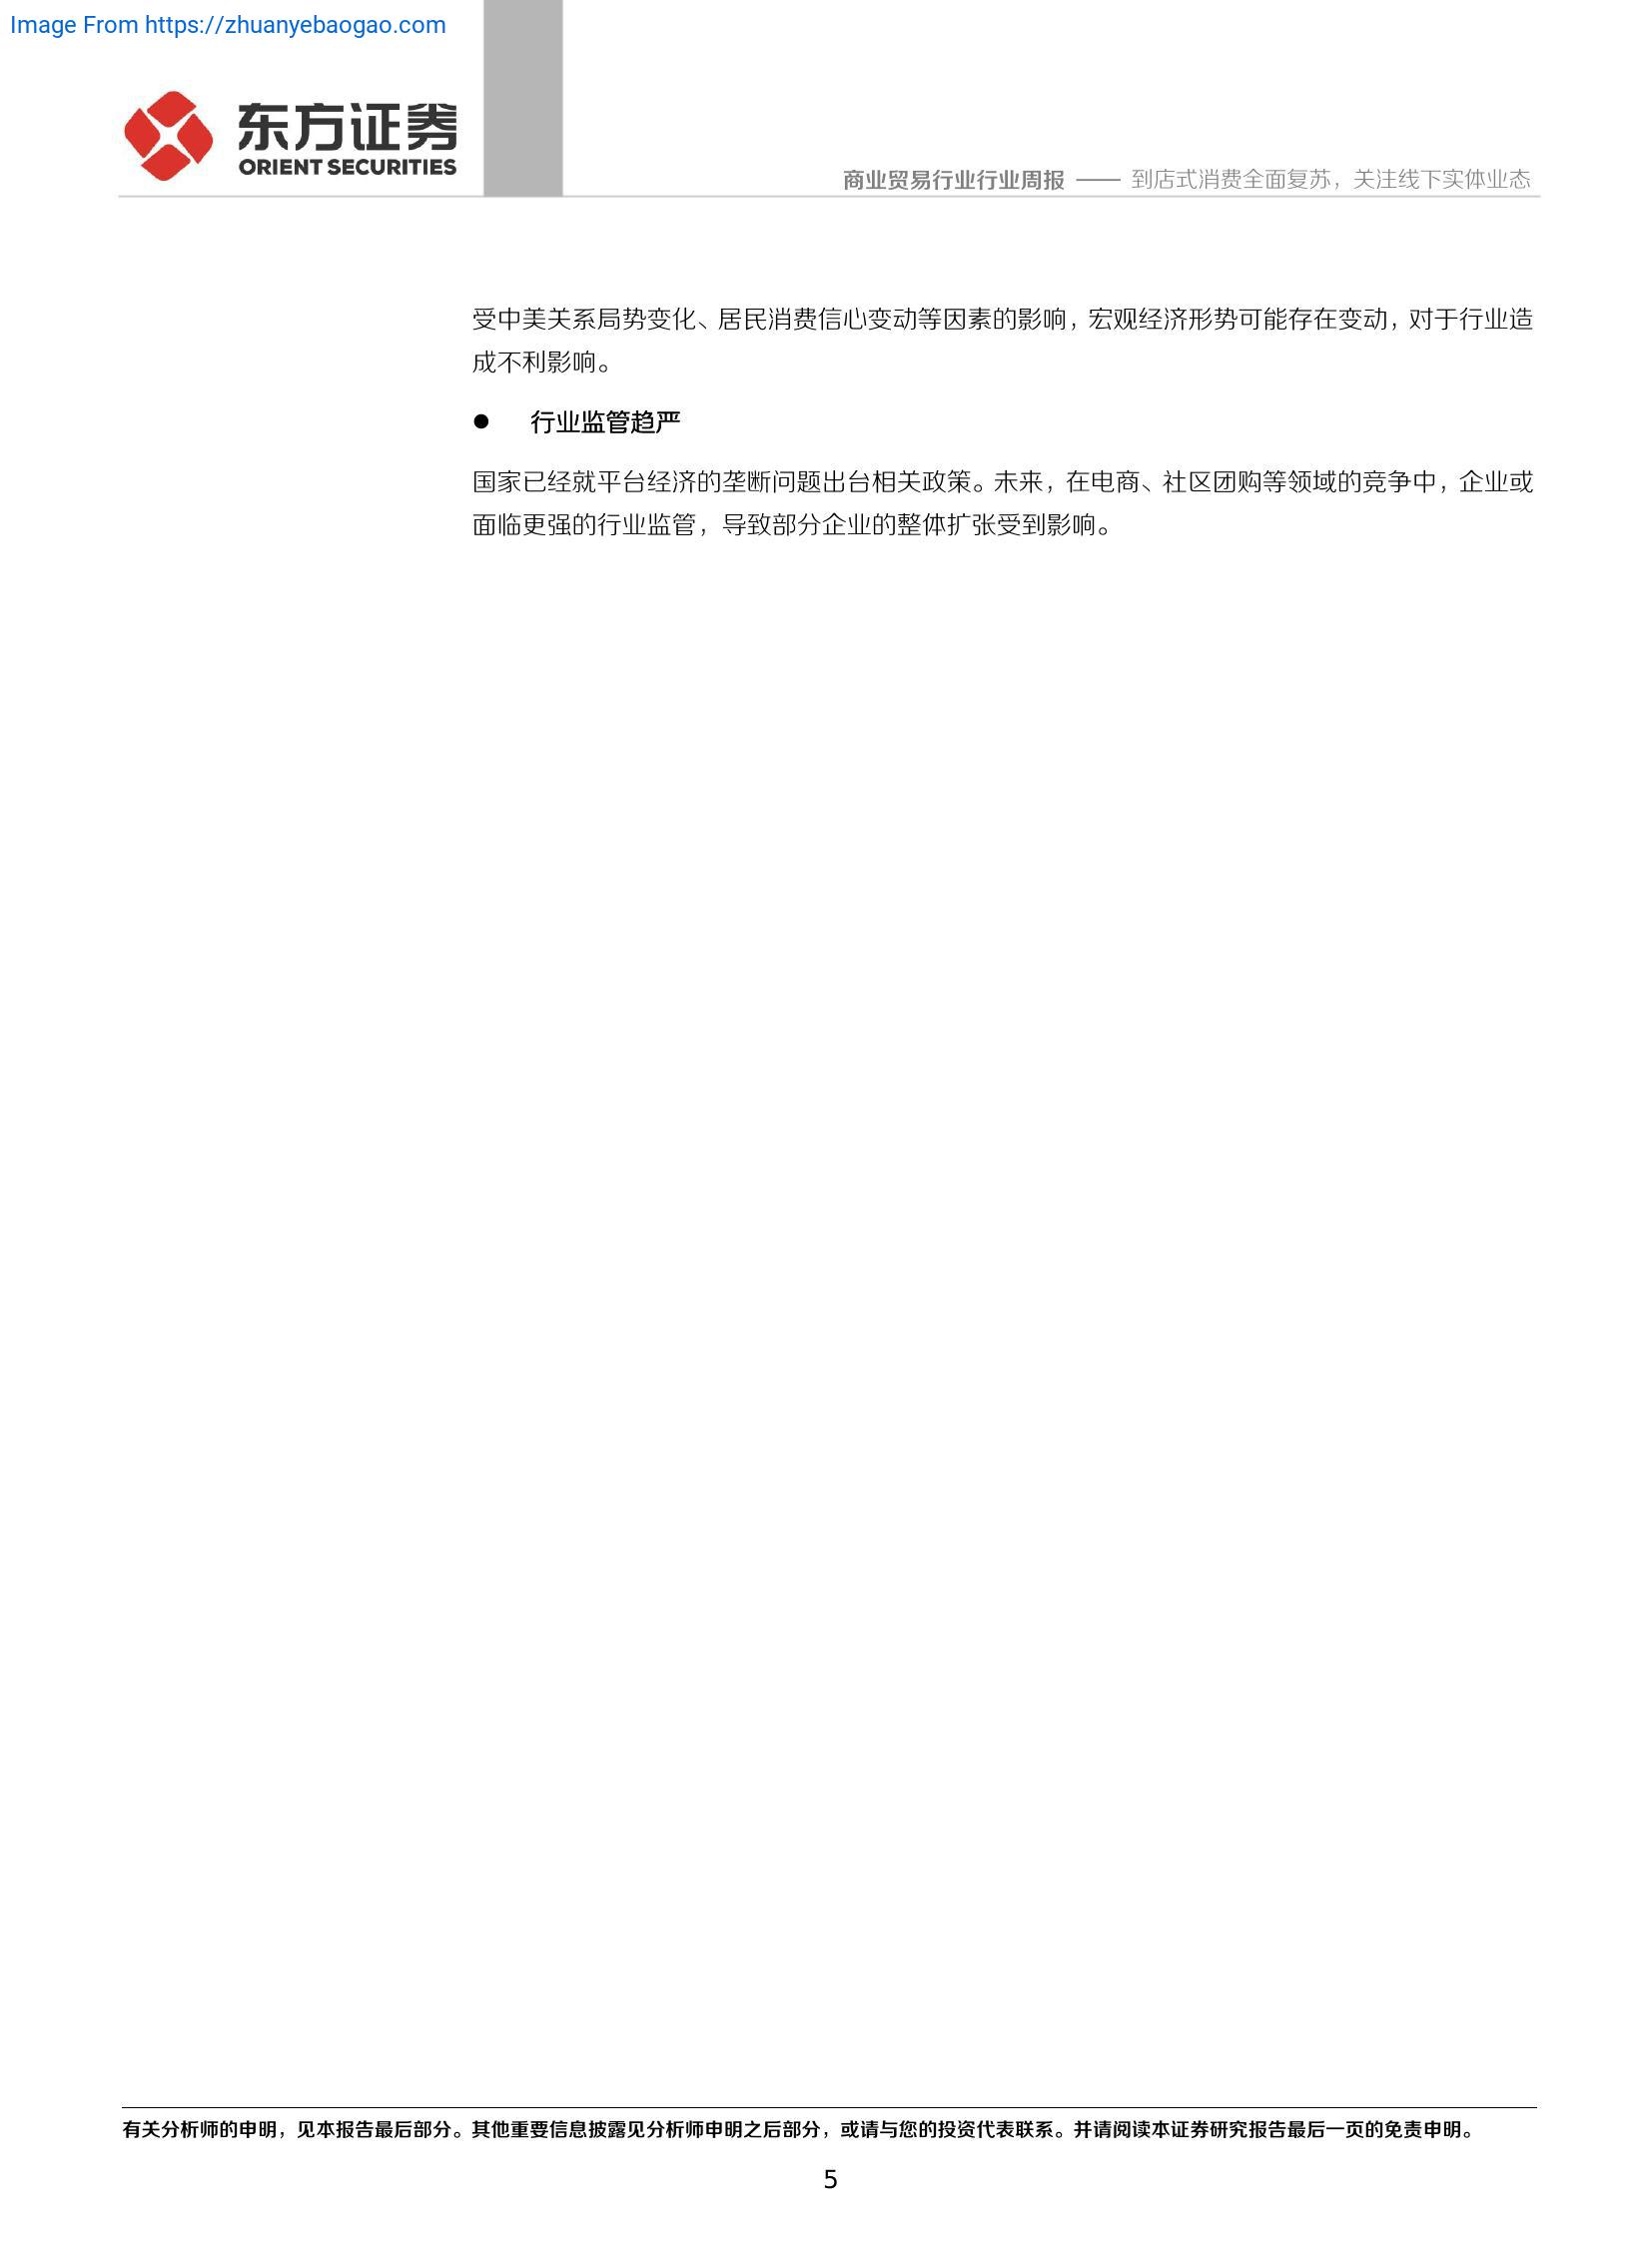 Image From https://zhuanyebaogao.com
东方证券
ORIENT SECURITIES
商业贸易行业行业周报 —— 到店式消费全面复苏，关注线下实体业态
受中美关系局势变化、居民消费信心变动等因素的影响，宏观经济形势可能存在变动，对于行业造
成不利影响。
● 行业监管趋严
国家已经就平台经济的垄断问题出台相关政策。未来，在电商、社区团购等领域的竞争中，企业或
面临更强的行业监管，导致部分企业的整体扩张受到影响。
有关分析师的申明，见本报告最后部分。其他重要信息披露见分析师申明之后部分，或请与您的投资代表联系。并请阅读本证券研究报告最后一页的免责申明。
5